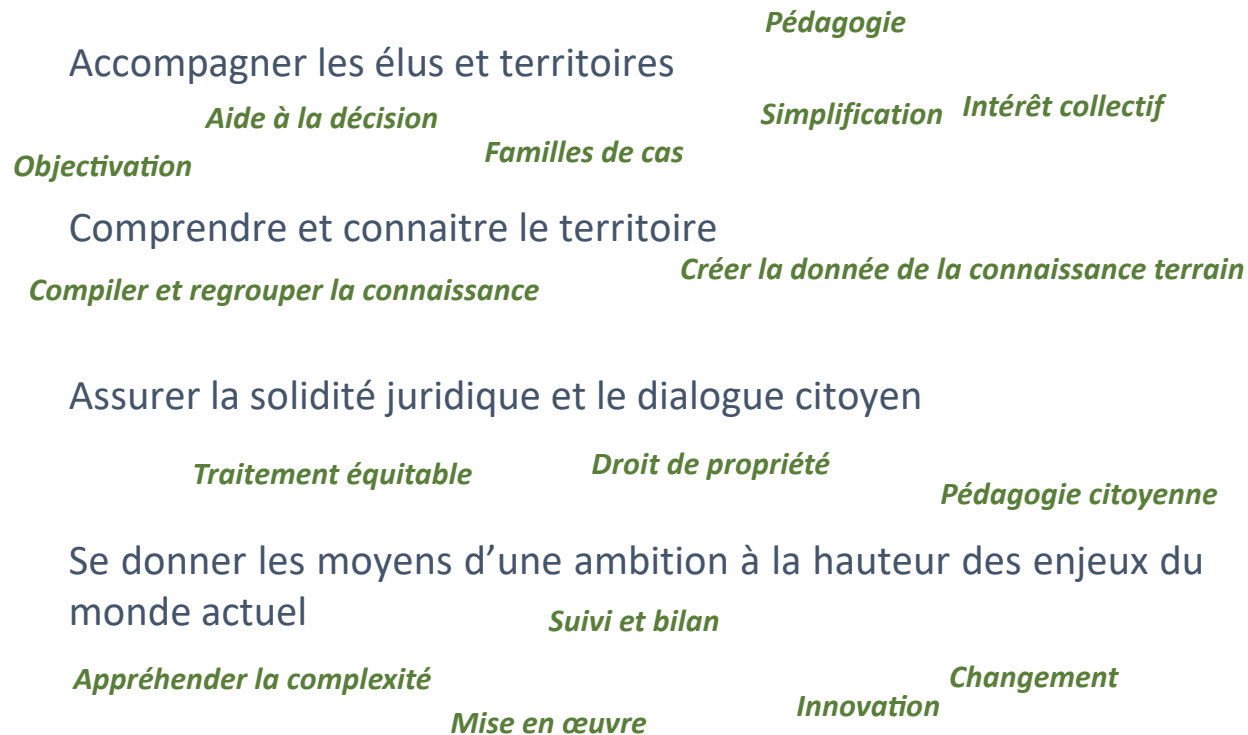 Pédagogie
Accompagner les élus et territoires
Aide à la décision
Simplification
Intérêt collectif
Objectivation
Familles de cas
Comprendre et connaitre le territoire
Créer la donnée de la connaissance terrain
Compiler et regrouper la connaissance
Assurer la solidité juridique et le dialogue citoyen
Traitement équitable
Droit de propriété
Pédagogie citoyenne
Se donner les moyens d’une ambition à la hauteur des enjeux du
monde actuel
Suivi et bilan
Appréhender la complexité
Changement
Innovation
Mise en œuvre